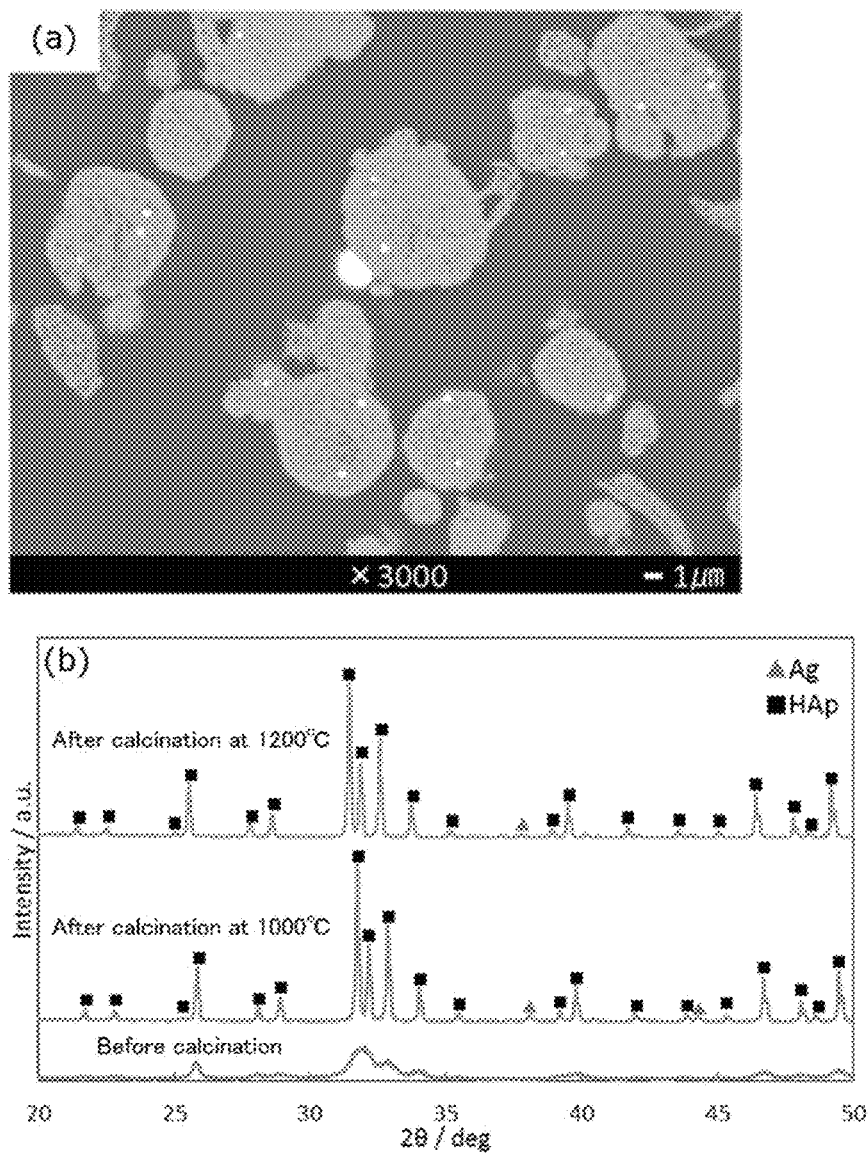 (a)
× 3000
1μm
(b)
▲Ag
■HAp
After calcination at 1200℃
After calcination at 1000℃
Before calcination
Intensity / a.u.
20 25 30 35 40 45 50
2θ / deg